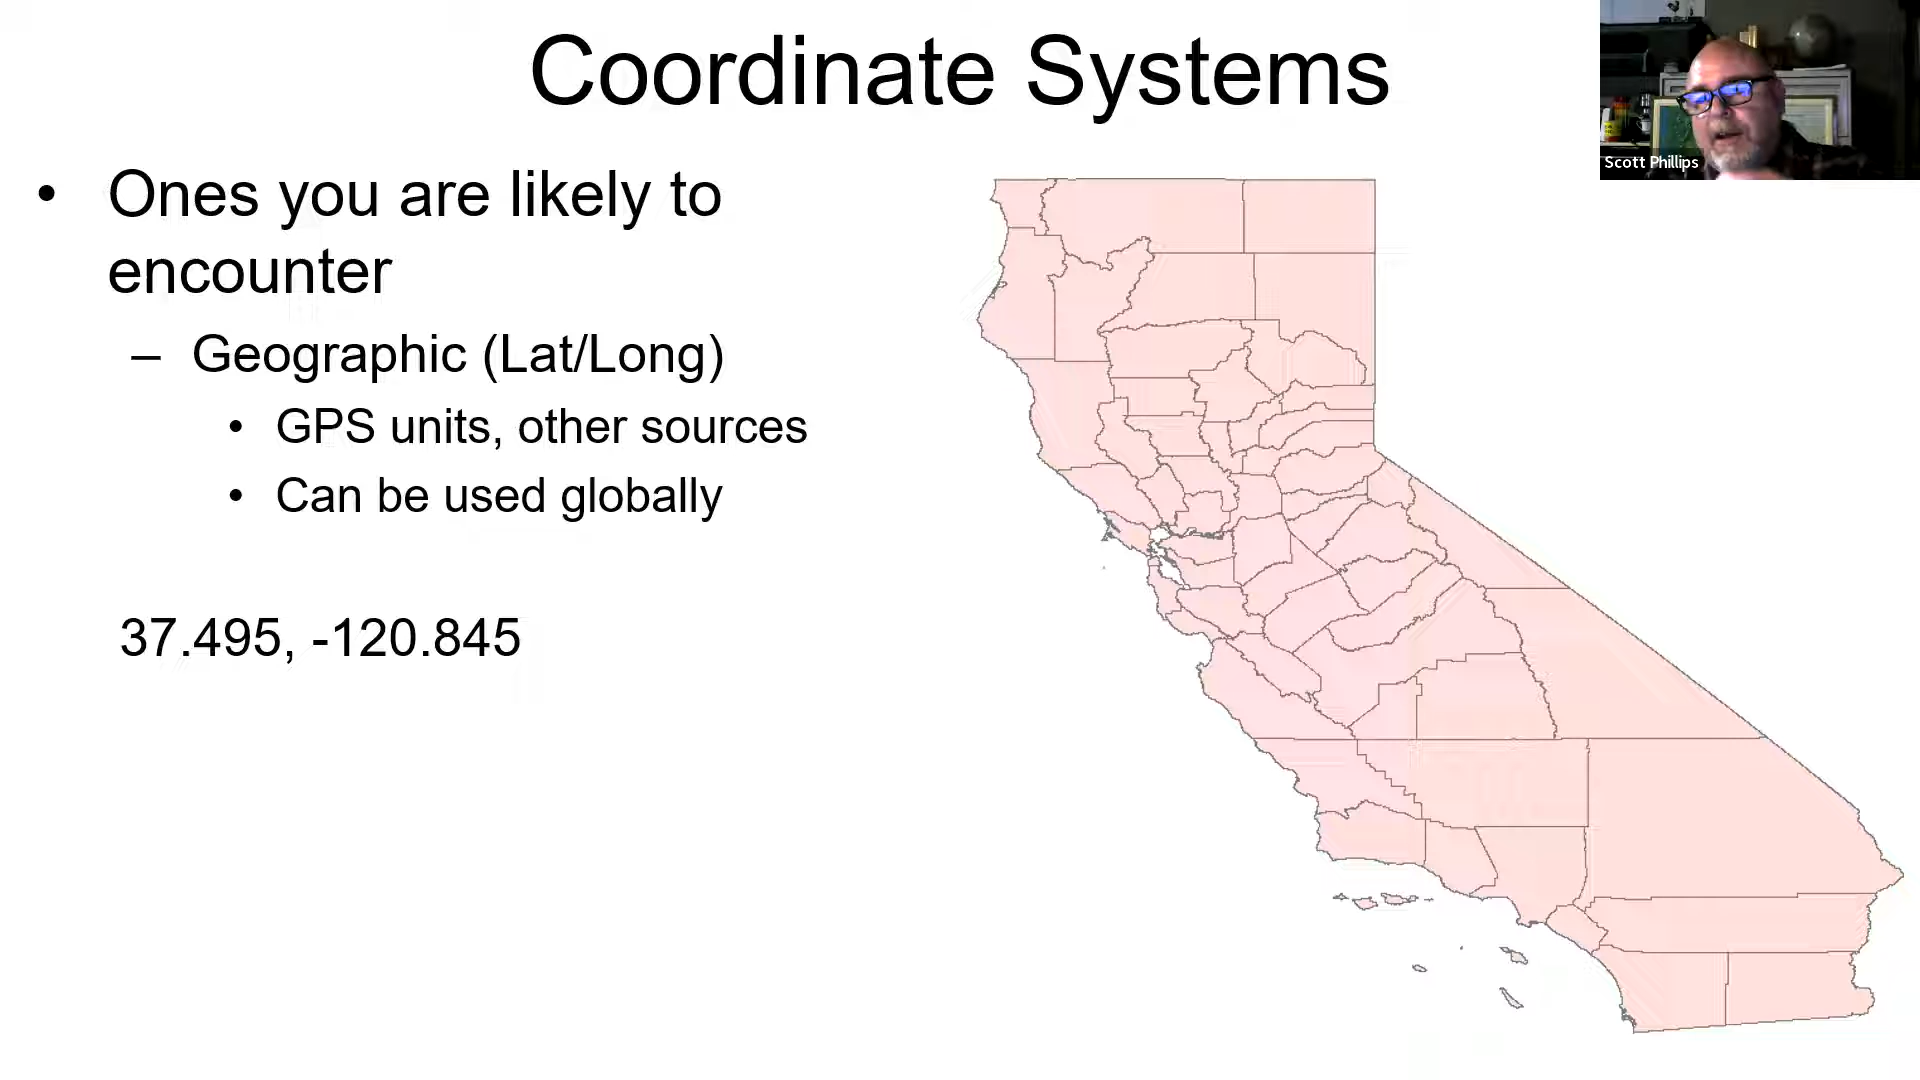 Coordinate Systems
Scott Phillips
• Ones you are likely to
encounter
– Geographic (Lat/Long)
• GPS units, other sources
• Can be used globally
37.495, -120.845